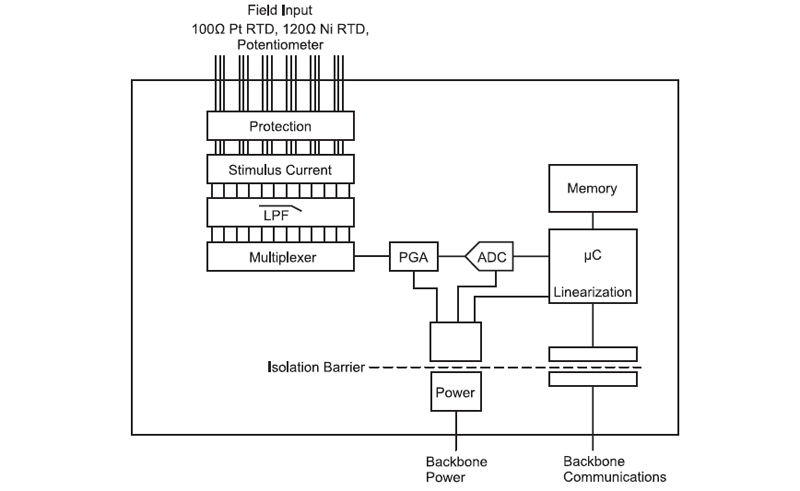 Field Input
100Ω Pt RTD, 120Ω Ni RTD,
Potentiometer
Protection
Stimulus Current
LPF
Multiplexer
PGA
ADC
Memory
µC
Linearization
Isolation Barrier
Power
Backbone
Power
Backbone
Communications